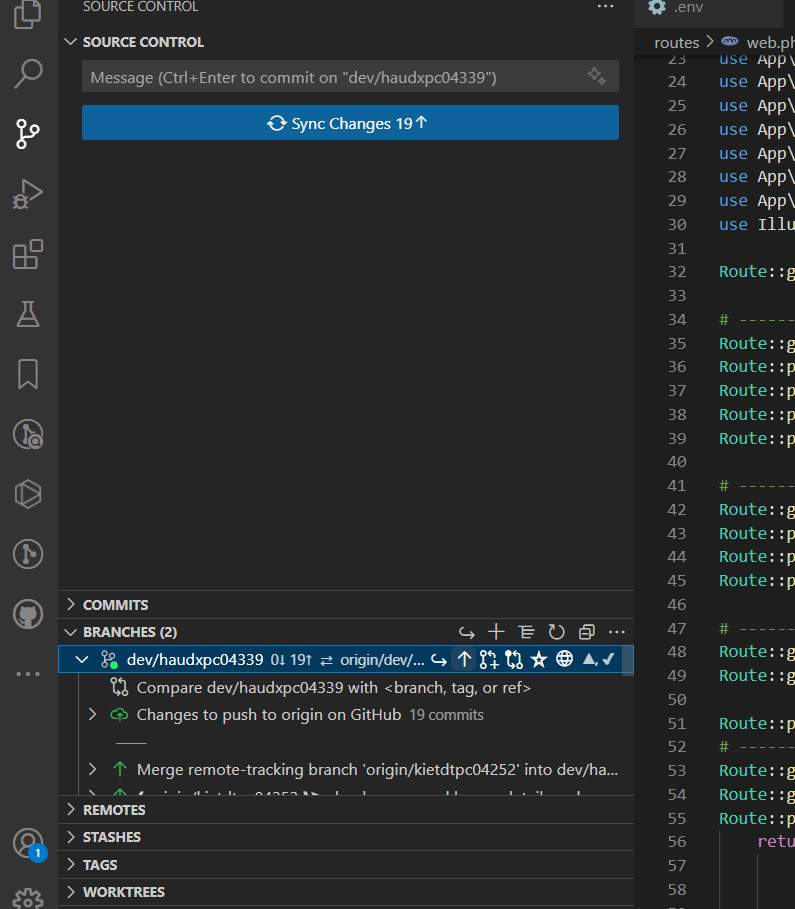 SOURCE CONTROL
SOURCE CONTROL
Message (Ctrl+Enter to commit on "dev/haudxpc04339")
Sync Changes 19↑
COMMITS
BRANCHES (2)
dev/haudxpc04339 0↓ 19↑ ⇄ origin/dev/...
Compare dev/haudxpc04339 with <branch, tag, or ref>
Changes to push to origin on GitHub 19 commits
Merge remote-tracking branch 'origin/kietdtpc04252' into dev/ha...
REMOTES
STASHES
TAGS
WORKTREES
1
.env
routes > web.ph
23 use App\
24 use App\
25 use App\
26 use App\
27 use App\
28 use App\
29 use App\
30 use Illu
31
32 Route::g
33
34 # ------
35 Route::g
36 Route::p
37 Route::p
38 Route::p
39 Route::p
40
41 # ------
42 Route::g
43 Route::p
44 Route::p
45 Route::p
46
47 # ------
48 Route::g
49 Route::g
50
51 Route::p
52 # ------
53 Route::g
54 Route::g
55 Route::p
56 retu
57
58